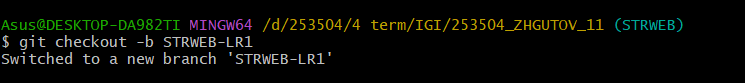 Asus@DESKTOP-DA982TI MINGW64 /d/253504/4 term/IGI/253504_ZHGUTOV_11 (STRWEB)
$ git checkout -b STRWEB-LR1
Switched to a new branch 'STRWEB-LR1'